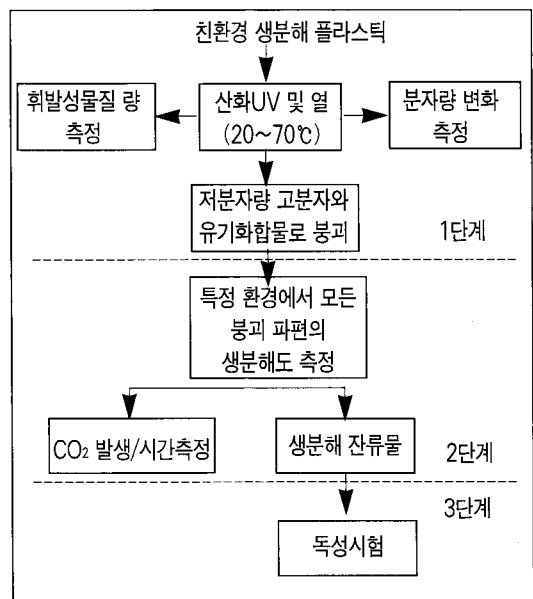 친환경 생분해 플라스틱
휘발성물질 량
측정
산화UV 및 열
(20~70℃)
분자량 변화
측정
저분자량 고분자와
유기화합물로 붕괴
1단계
특정 환경에서 모든
붕괴 파편의
생분해도 측정
CO₂ 발생/시간측정
생분해 잔류물
2단계
3단계
독성시험